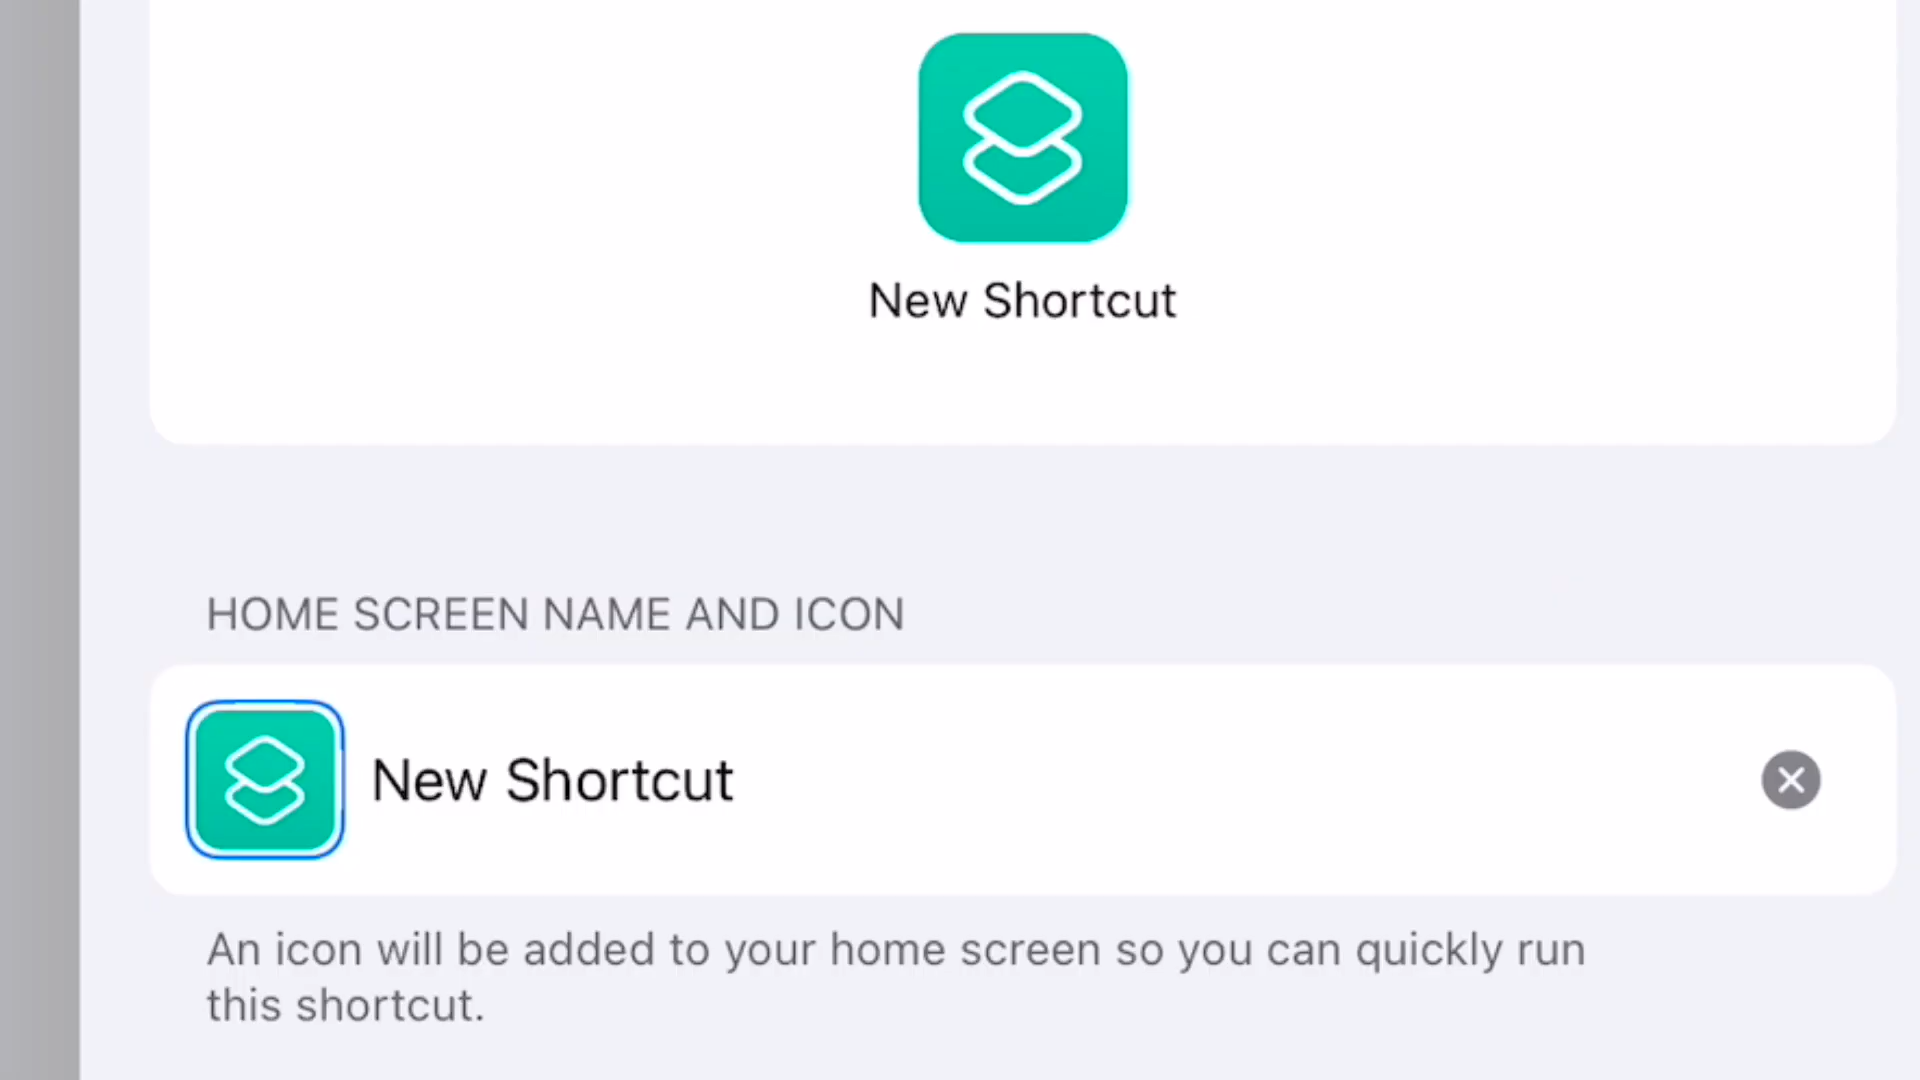 New Shortcut
HOME SCREEN NAME AND ICON
New Shortcut
An icon will be added to your home screen so you can quickly run
this shortcut.